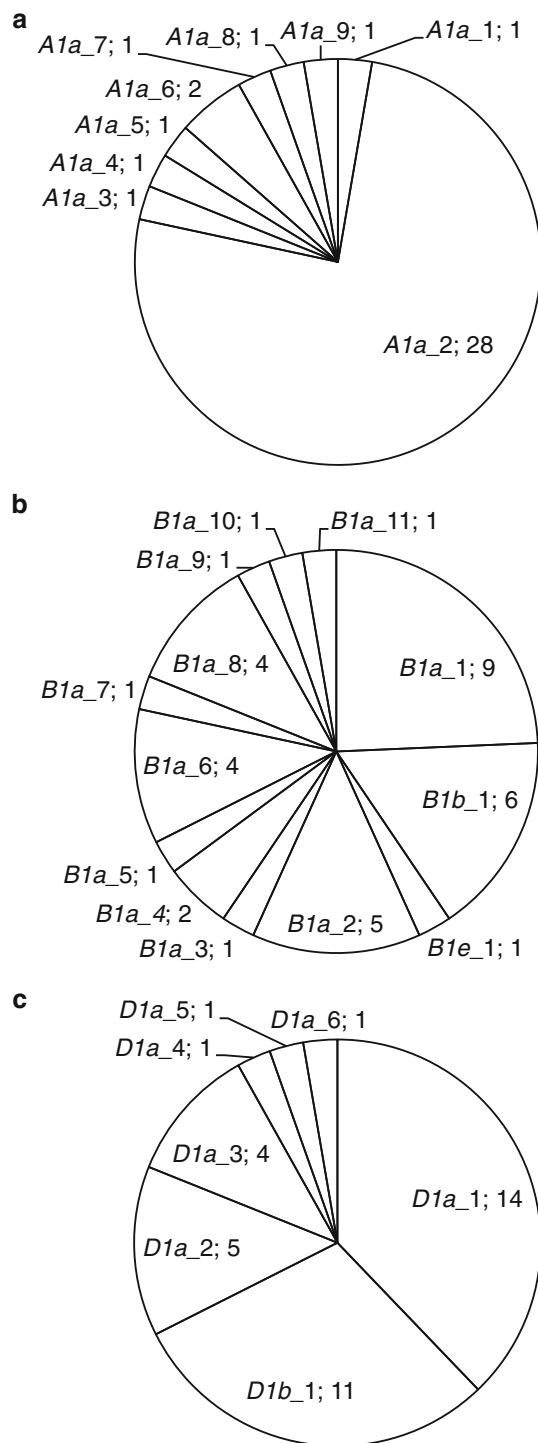 a
A1a_7; 1
A1a_8; 1
A1a_9; 1
A1a_1; 1
A1a_6; 2
A1a_5; 1
A1a_4; 1
A1a_3; 1
A1a_2; 28
b
B1a_10; 1
B1a_11; 1
B1a_9; 1
B1a_8; 4
B1a_1; 9
B1a_7; 1
B1a_6; 4
B1b_1; 6
B1a_5; 1
B1a_4; 2
B1a_3; 1
B1a_2; 5
B1e_1; 1
c
D1a_5; 1
D1a_6; 1
D1a_4; 1
D1a_3; 4
D1a_1; 14
D1a_2; 5
D1b_1; 11